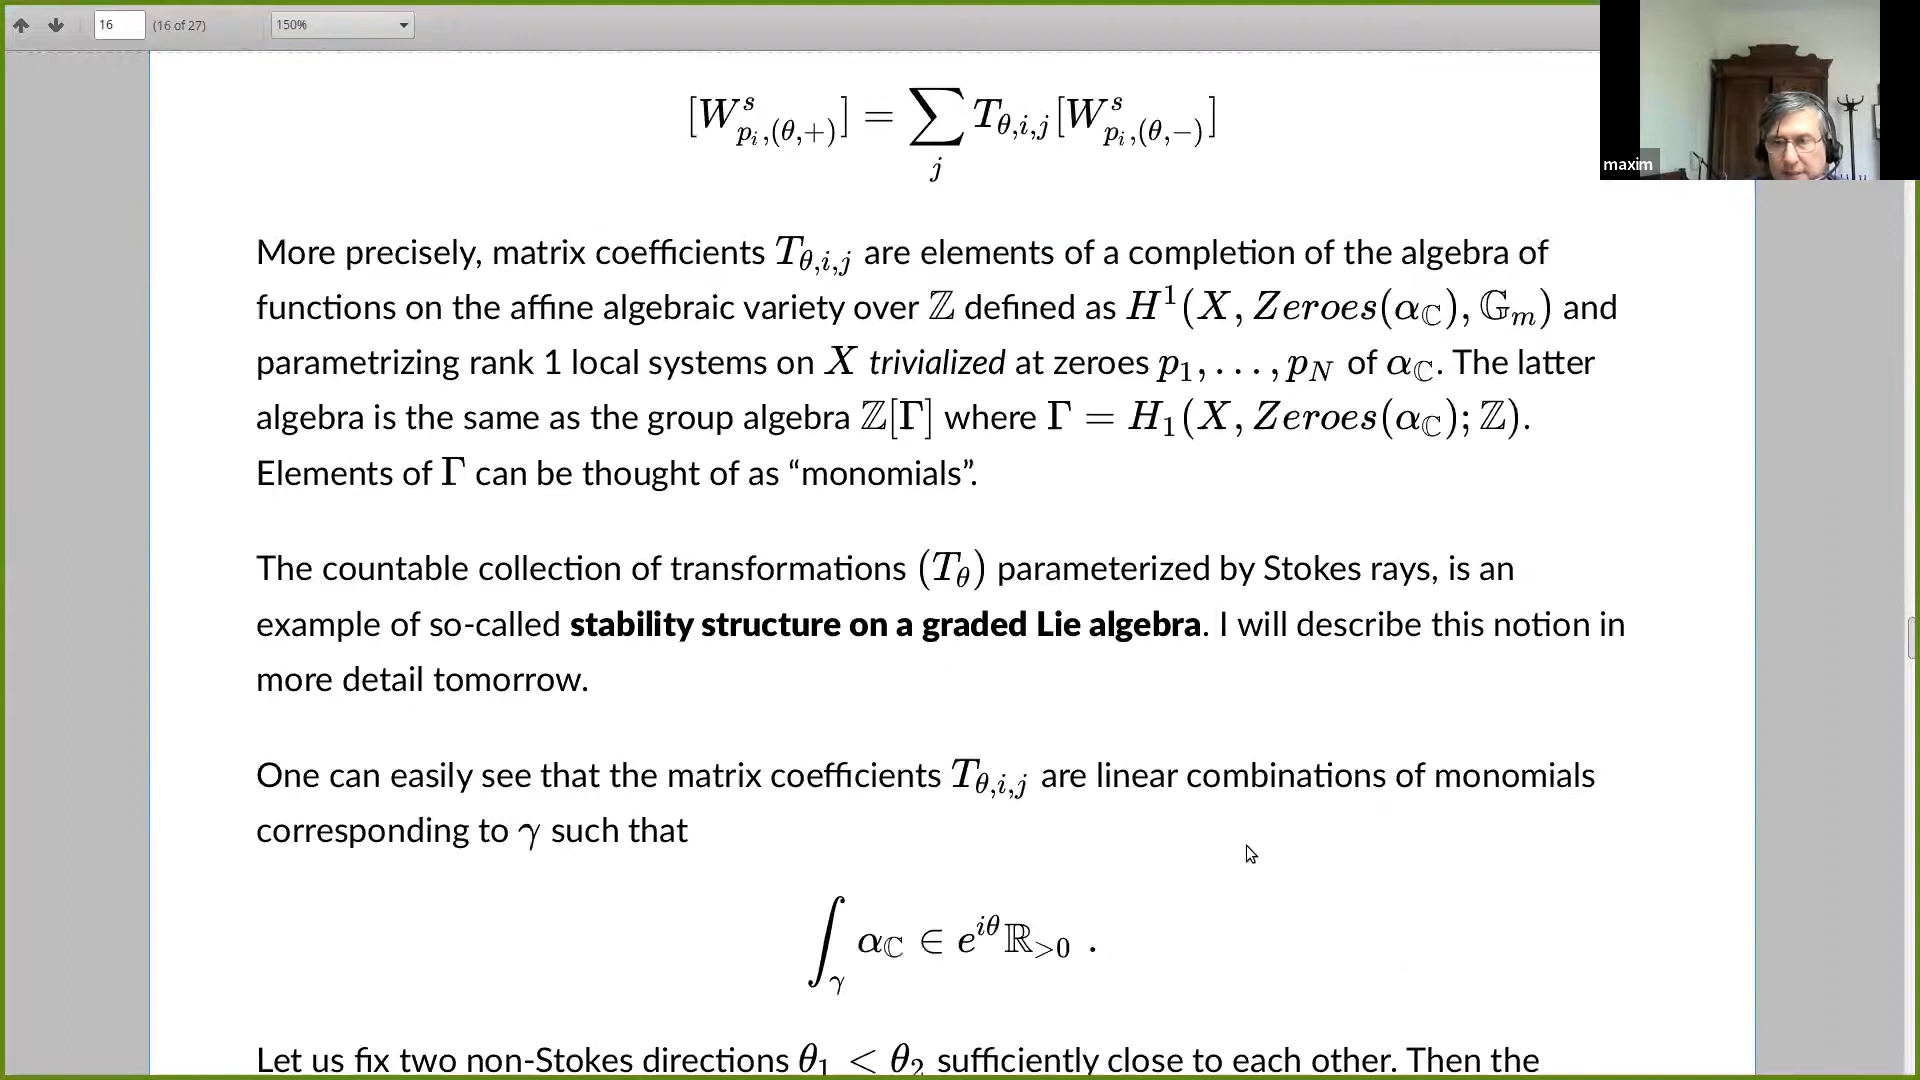 16 (16 of 27) 150%
maxim
[W^s_{p_i,(θ,+)}] = ∑_j T_{θ,i,j}[W^s_{p_i,(θ,−)}]
More precisely, matrix coefficients T_{θ,i,j} are elements of a completion of the algebra of
functions on the affine algebraic variety over ℤ defined as H^1(X, Zeroes(α_ℂ), 𝔾_m) and
parametrizing rank 1 local systems on X trivialized at zeroes p_1, . . . , p_N of α_ℂ. The latter
algebra is the same as the group algebra ℤ[Γ] where Γ = H_1(X, Zeroes(α_ℂ); ℤ).
Elements of Γ can be thought of as “monomials”.
The countable collection of transformations (T_θ) parameterized by Stokes rays, is an
example of so-called stability structure on a graded Lie algebra. I will describe this notion in
more detail tomorrow.
One can easily see that the matrix coefficients T_{θ,i,j} are linear combinations of monomials
corresponding to γ such that
∫_γ α_ℂ ∈ e^{iθ}ℝ_{>0} .
Let us fix two non-Stokes directions θ_1 < θ_2 sufficiently close to each other. Then the